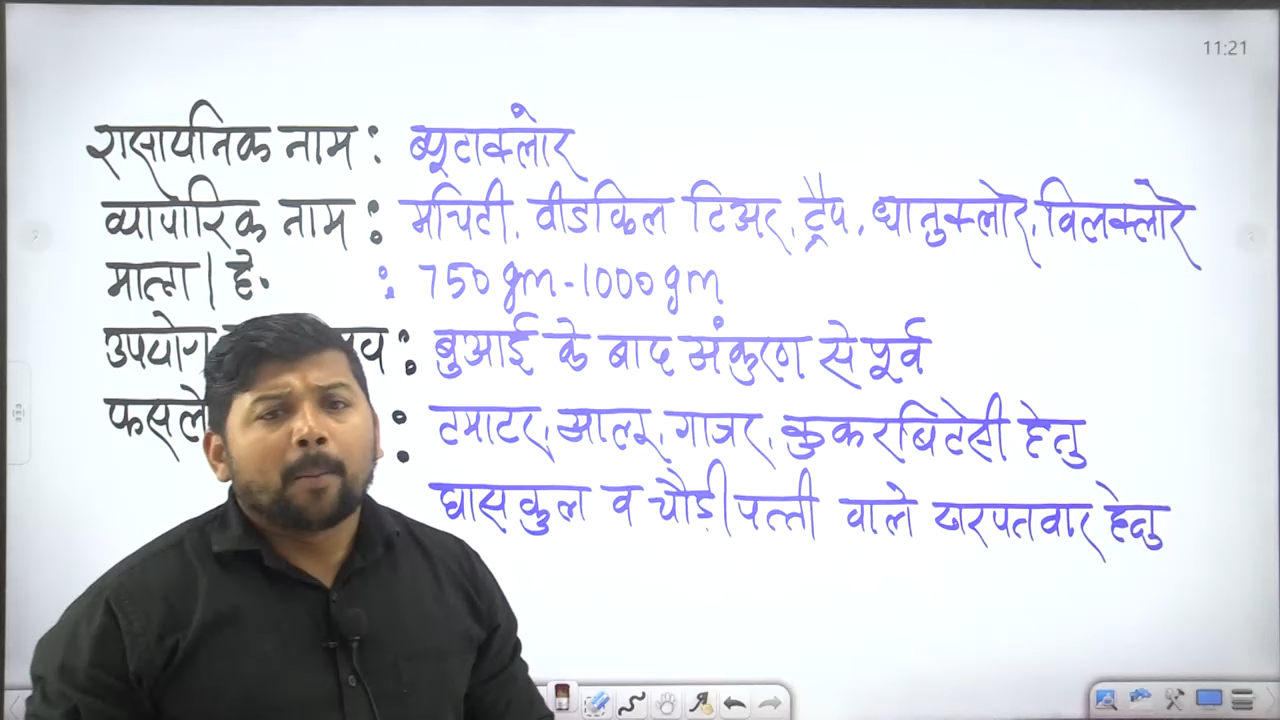 11:21
रासायनिक नाम : ब्यूटाक्लोर
व्यापारिक नाम : मचिटी, वीडकिल टिअर, ट्रैप, धानुक्लोर, विलक्लोर
मात्रा / हे. : 750 gm - 1000 gm
उपयोग : बुआई के बाद अंकुरण से पूर्व
फसले : टमाटर, आलू, गाजर, कुकरबिटेसी हेतु
घासकुल व चौड़ी पत्ती वाले खरपतवार हेतु